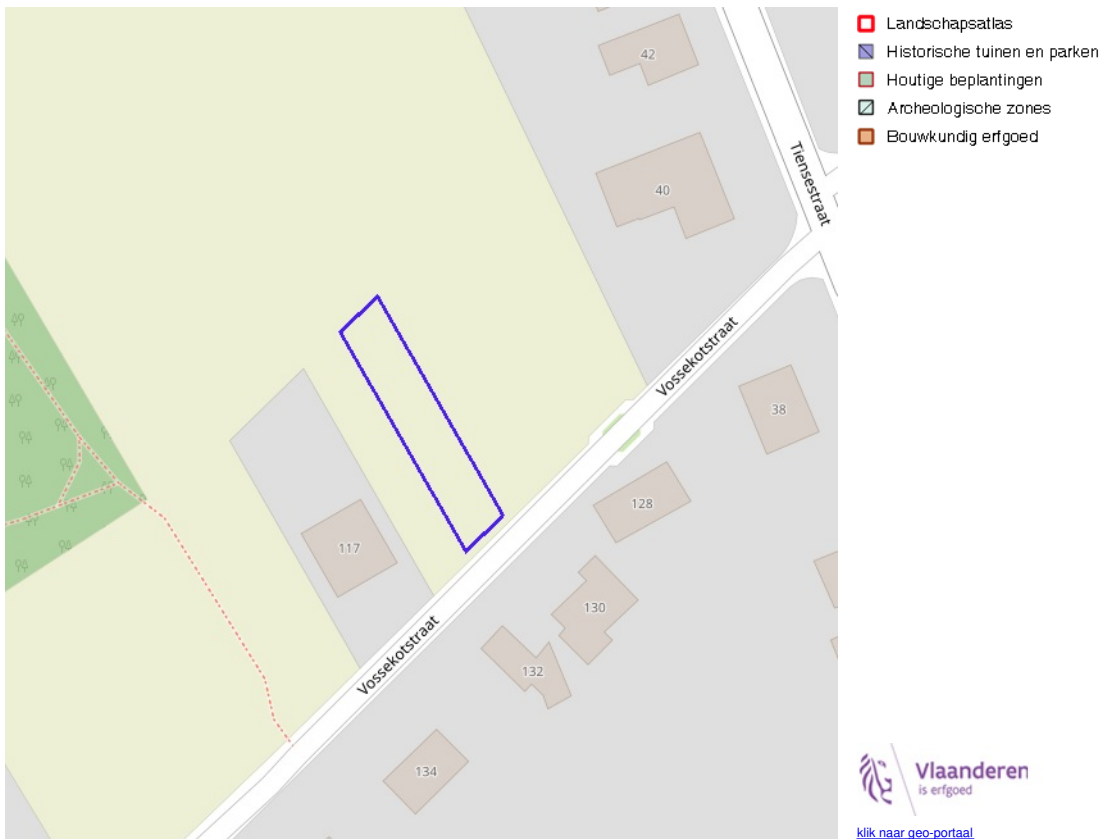 42
40
Tiensestraat
Vossekotstraat
38
128
117
130
Vossekotstraat
132
134
Landschapsatlas
Historische tuinen en parken
Houtige beplantingen
Archeologische zones
Bouwkundig erfgoed
Vlaanderen
is erfgoed
klik naar geo-portaal